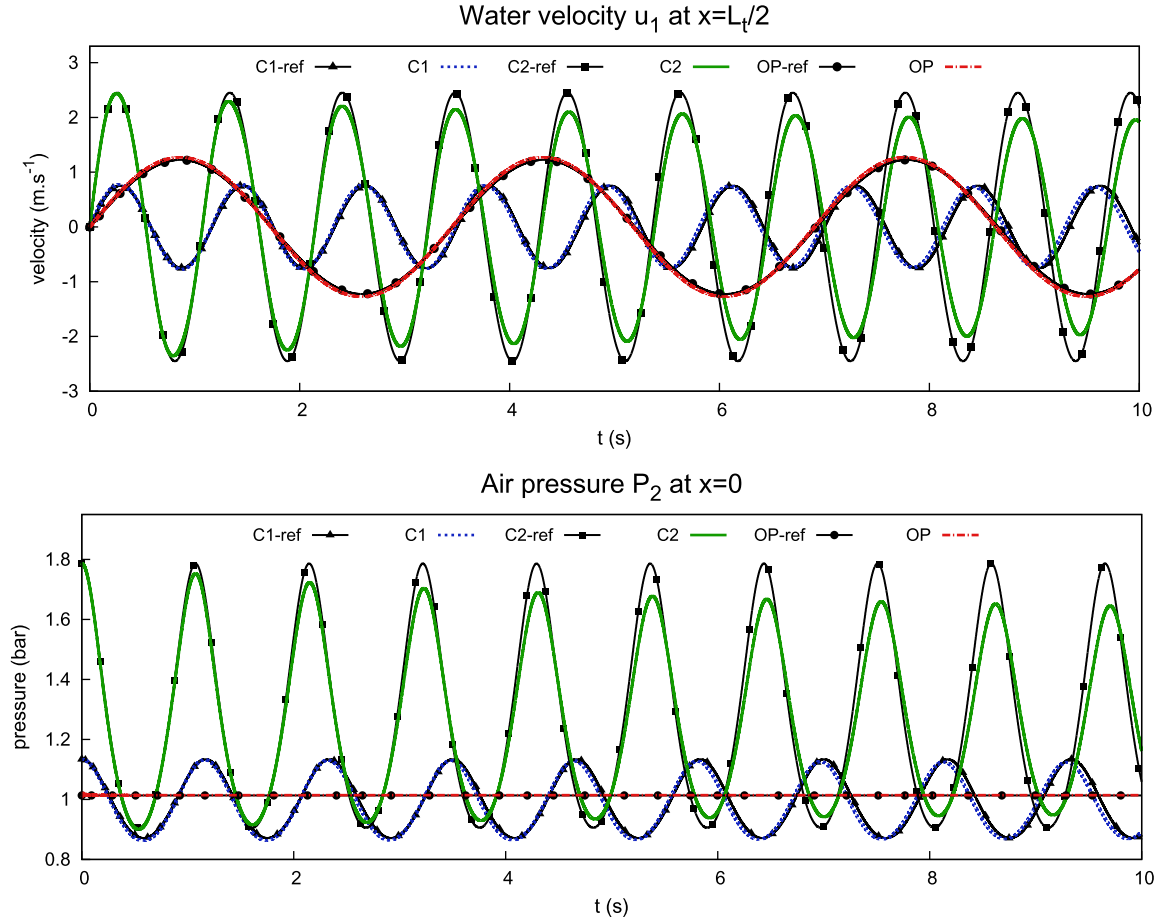 Water velocity u1 at x=Lt/2
C1-ref C1 C2-ref C2 OP-ref OP
3
2
1
0
-1
-2
-3
velocity (m.s-1)
0 2 4 6 8 10
t (s)
Air pressure P2 at x=0
C1-ref C1 C2-ref C2 OP-ref OP
1.8
1.6
1.4
1.2
1
0.8
pressure (bar)
0 2 4 6 8 10
t (s)